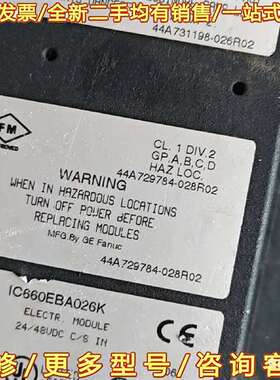 发票/全新二手均有销售/一站式
44A731198-026R02
FM
APPROVED
CL. 1 DIV 2
GP.A,B,C,D
HAZ LOC.
44A729784-028R02
WARNING
WHEN IN HAZARDOUS LOCATIONS
TURN OFF POWER BEFORE
REPLACING MODULES
MFG.By GE Fanuc
44A729784-028R02
IC660EBA026K
ELECTR. MODULE
24/48VDC C/S IN
CE
修/更多型号/咨询客